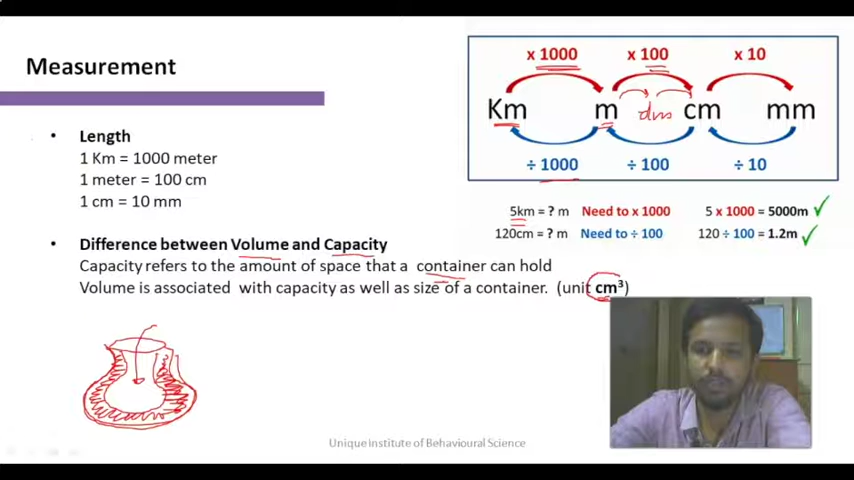 Measurement
• Length
1 Km = 1000 meter
1 meter = 100 cm
1 cm = 10 mm
• Difference between Volume and Capacity
Capacity refers to the amount of space that a container can hold
Volume is associated with capacity as well as size of a container. (unit cm³)
x 1000 x 100 x 10
Km m dm cm mm
÷ 1000 ÷ 100 ÷ 10
5km = ? m Need to x 1000 5 x 1000 = 5000m ✓
120cm = ? m Need to ÷ 100 120 ÷ 100 = 1.2m ✓
Unique institute of Behavioural Science